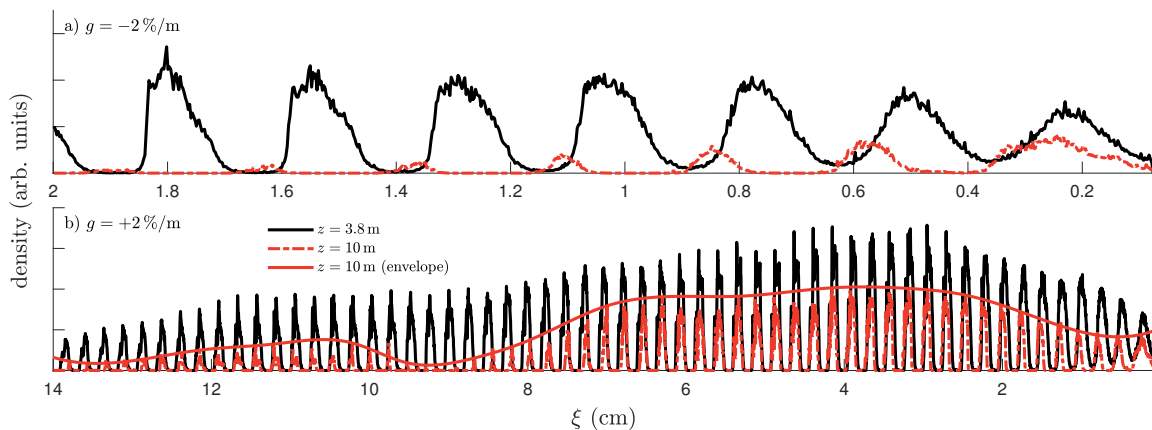 a) g = −2 %/m
2 1.8 1.6 1.4 1.2 1 0.8 0.6 0.4 0.2
density (arb. units)
b) g = +2 %/m
z = 3.8 m
z = 10 m
z = 10 m (envelope)
14 12 10 8 6 4 2
ξ (cm)